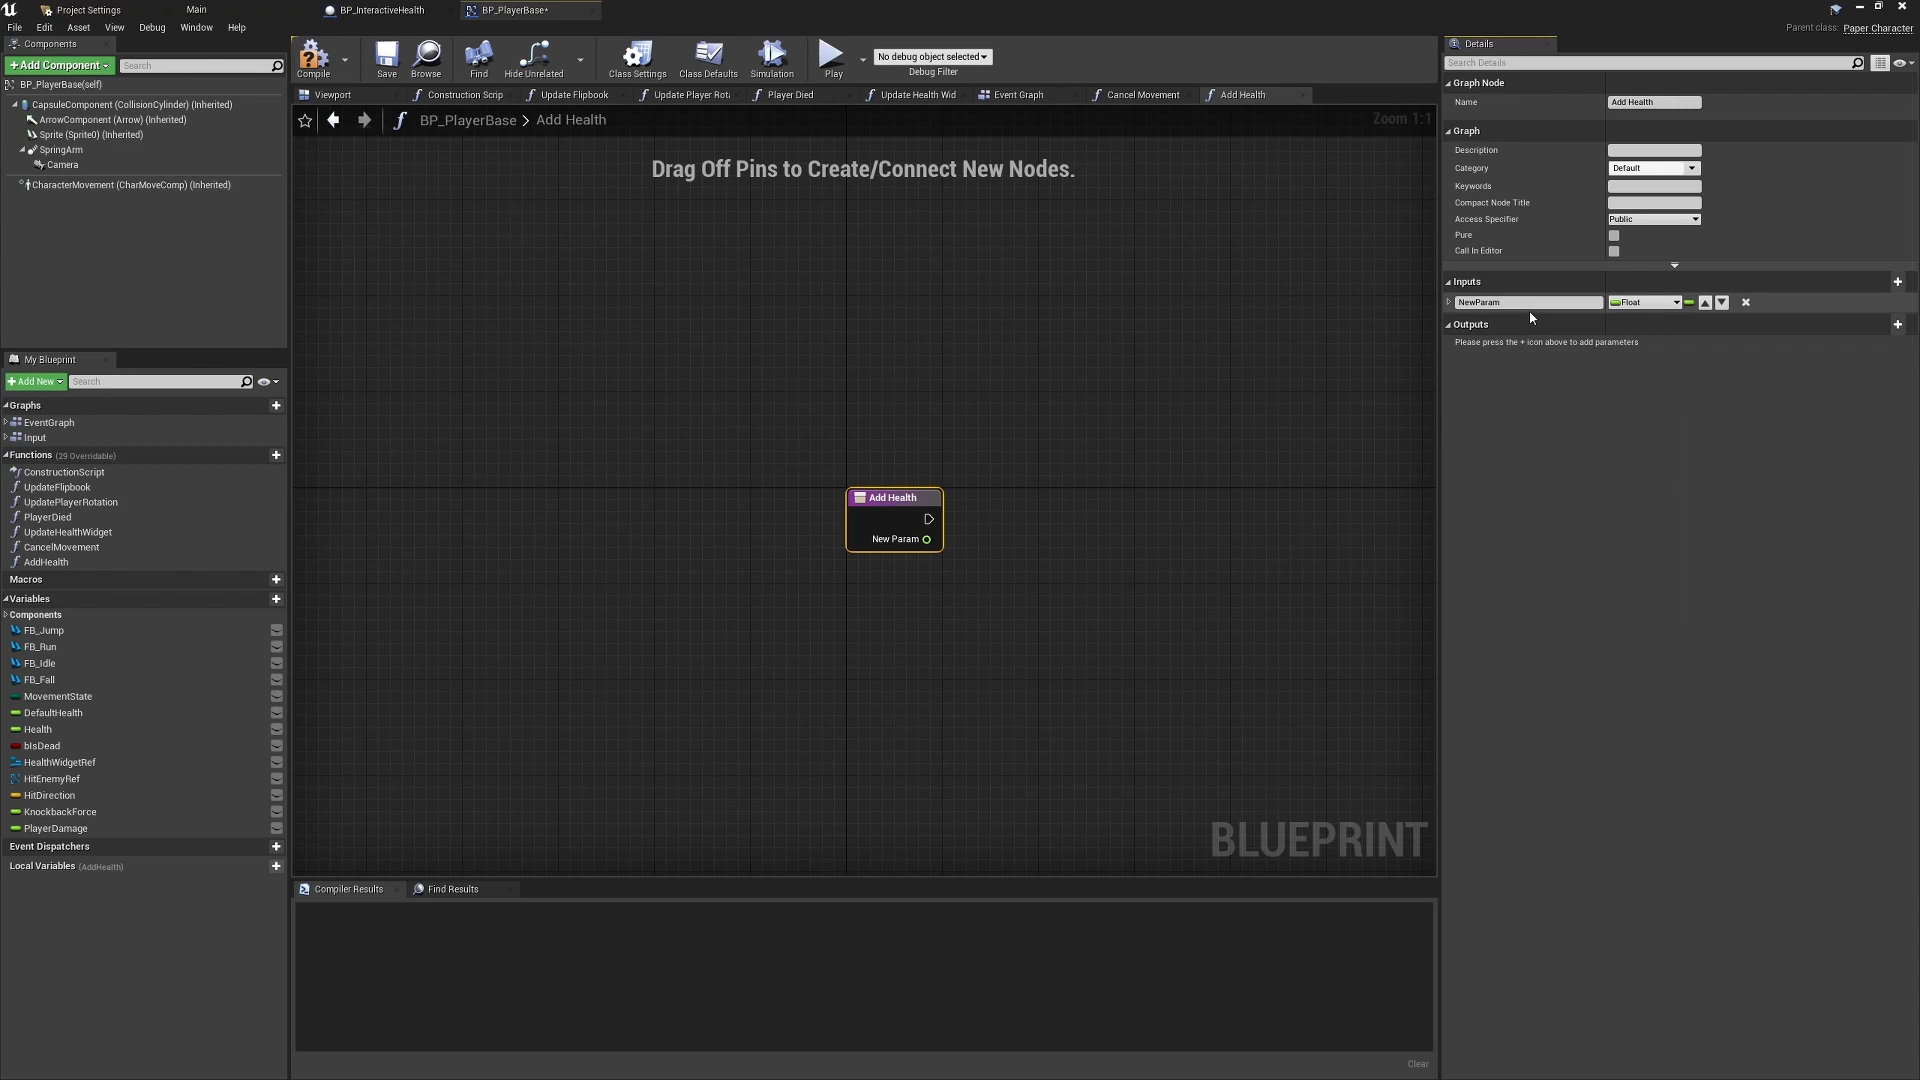 Project Settings
Main
BP_InteractiveHealth
BP_PlayerBase*
File Edit Asset View Debug Window Help
Parent class: Paper Character
Components
+Add Component
Search
BP_PlayerBase(self)
CapsuleComponent (CollisionCylinder) (Inherited)
ArrowComponent (Arrow) (Inherited)
Sprite (Sprite0) (Inherited)
SpringArm
Camera
CharacterMovement (CharMoveComp) (Inherited)
My Blueprint
+Add New
Search
Graphs
EventGraph
Input
Functions (29 Overridable)
ConstructionScript
UpdateFlipbook
UpdatePlayerRotation
PlayerDied
UpdateHealthWidget
CancelMovement
AddHealth
Macros
Variables
Components
FB_Jump
FB_Run
FB_Idle
FB_Fall
MovementState
DefaultHealth
Health
bIsDead
HealthWidgetRef
HitEnemyRef
HitDirection
KnockbackForce
PlayerDamage
Event Dispatchers
Local Variables (AddHealth)
Compile
Save
Browse
Find
Hide Unrelated
Class Settings
Class Defaults
Simulation
Play
No debug object selected
Debug Filter
Viewport
Construction Scrip
Update Flipbook
Update Player Rota
Player Died
Update Health Wid
Event Graph
Cancel Movement
Add Health
BP_PlayerBase > Add Health
Zoom 1:1
Drag Off Pins to Create/Connect New Nodes.
Add Health
New Param
BLUEPRINT
Compiler Results
Find Results
Clear
Details
Search Details
Graph Node
Name Add Health
Graph
Description
Category Default
Keywords
Compact Node Title
Access Specifier Public
Pure
Call In Editor
Inputs
NewParam Float
Outputs
Please press the + icon above to add parameters